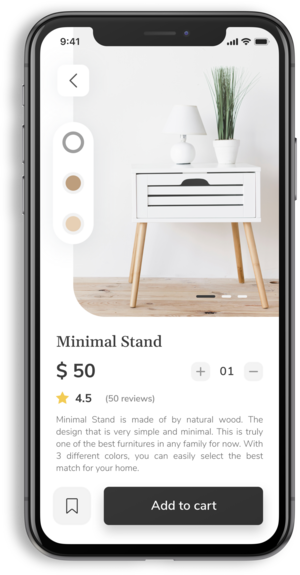 9:41
Minimal Stand
$ 50
01
4.5 (50 reviews)
Minimal Stand is made of by natural wood. The
design that is very simple and minimal. This is truly
one of the best furnitures in any family for now. With
3 different colors, you can easily select the best
match for your home.
Add to cart